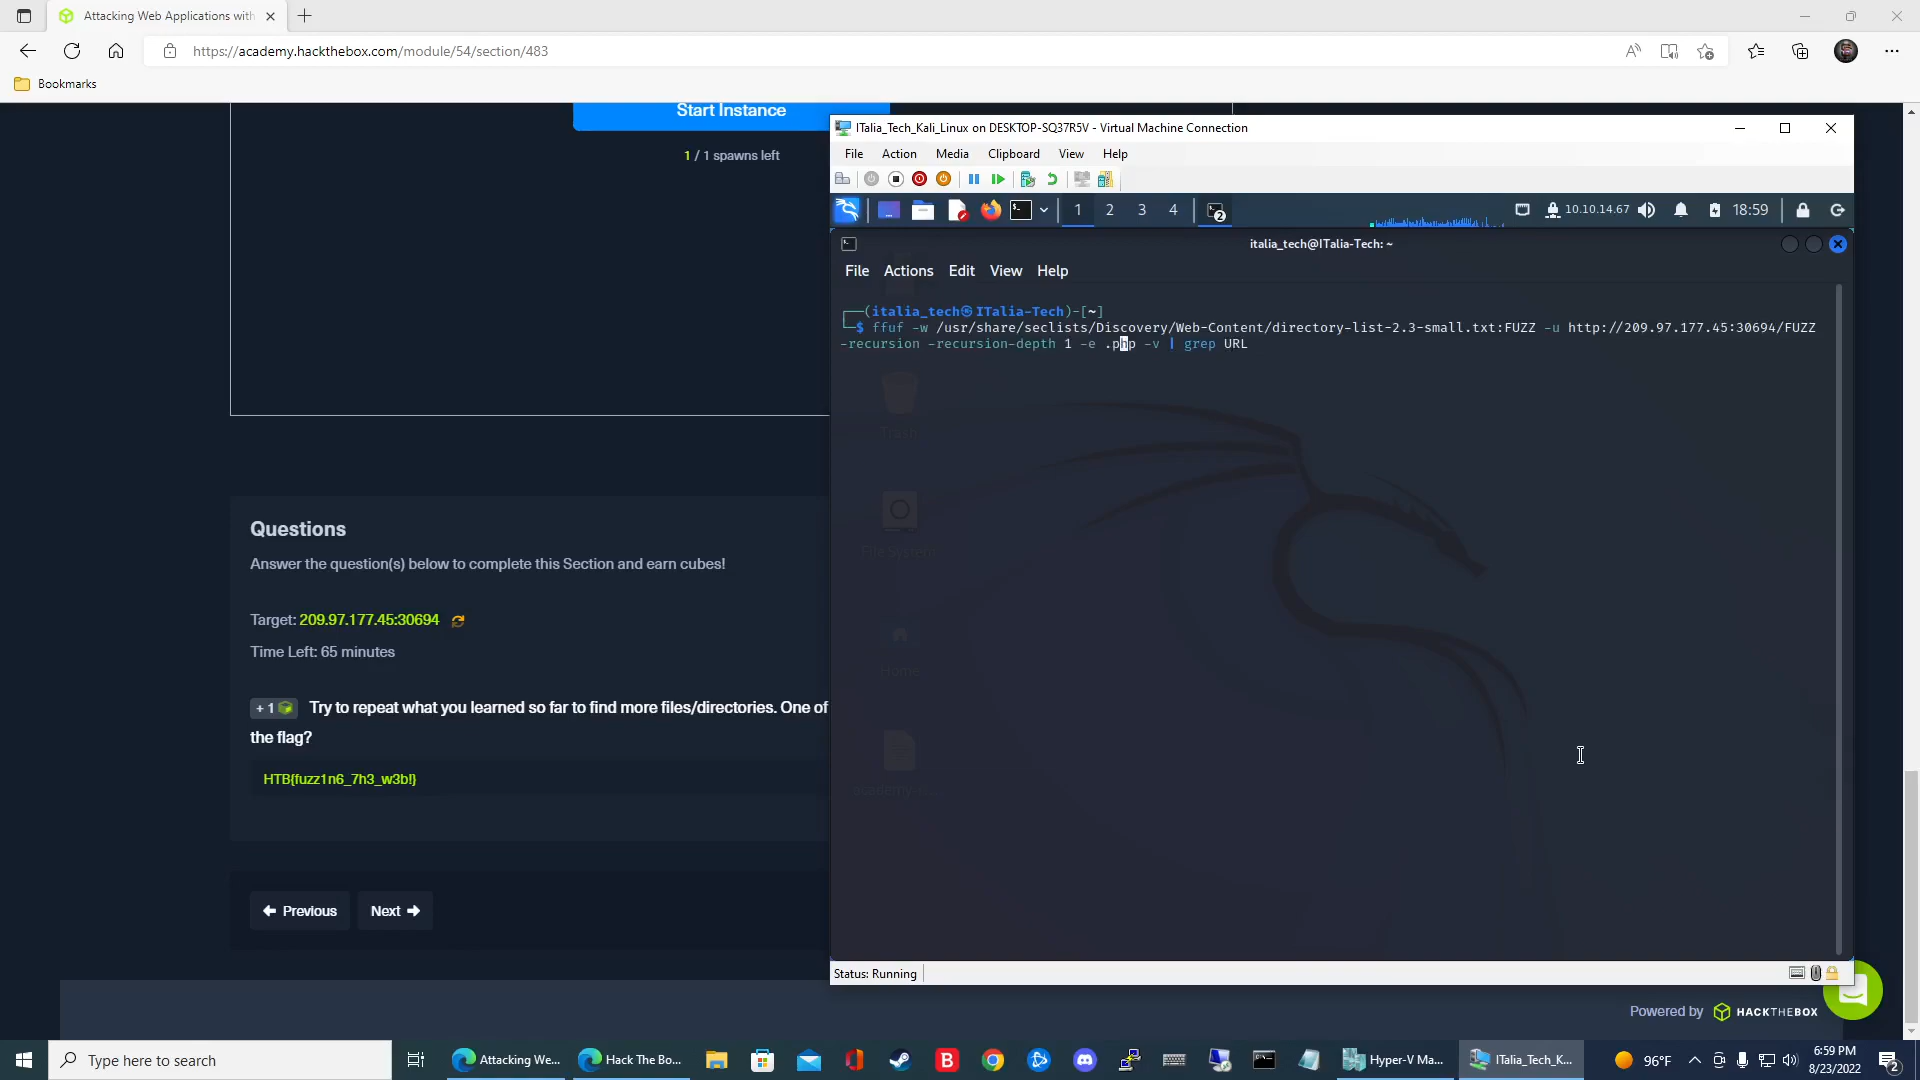 Attacking Web Applications with
https://academy.hackthebox.com/module/54/section/483
Bookmarks
Start Instance
1 / 1 spawns left
ITalia_Tech_Kali_Linux on DESKTOP-SQ37R5V - Virtual Machine Connection
File Action Media Clipboard View Help
1 2 3 4 2 10.10.14.67 18:59
italia_tech@ITalia-Tech: ~
File Actions Edit View Help
(italia_tech㉿ITalia-Tech)-[~]
$ ffuf -w /usr/share/seclists/Discovery/Web-Content/directory-list-2.3-small.txt:FUZZ -u http://209.97.177.45:30694/FUZZ
-recursion -recursion-depth 1 -e .php -v | grep URL
Trash
File System
Home
Questions
Answer the question(s) below to complete this Section and earn cubes!
Target: 209.97.177.45:30694
Time Left: 65 minutes
+ 1 Try to repeat what you learned so far to find more files/directories. One of
the flag?
HTB{fuzz1n6_7h3_w3b!}
Previous Next
Status: Running
Powered by HACKTHEBOX
Type here to search
Attacking We...
Hack The Bo...
Hyper-V Ma...
ITalia_Tech_K...
96°F
6:59 PM
8/23/2022
2